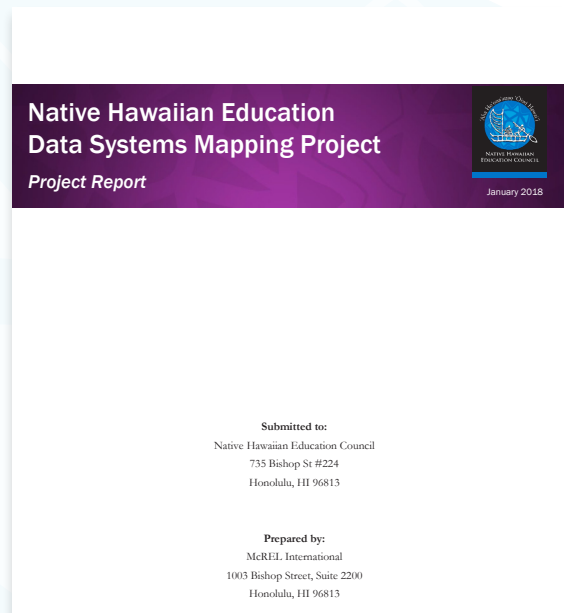 Native Hawaiian Education
Data Systems Mapping Project
Project Report
NATIVE HAWAIIAN
EDUCATION COUNCIL
January 2018
Submitted to:
Native Hawaiian Education Council
735 Bishop St #224
Honolulu, HI 96813
Prepared by:
McREL International
1003 Bishop Street, Suite 2200
Honolulu, HI 96813